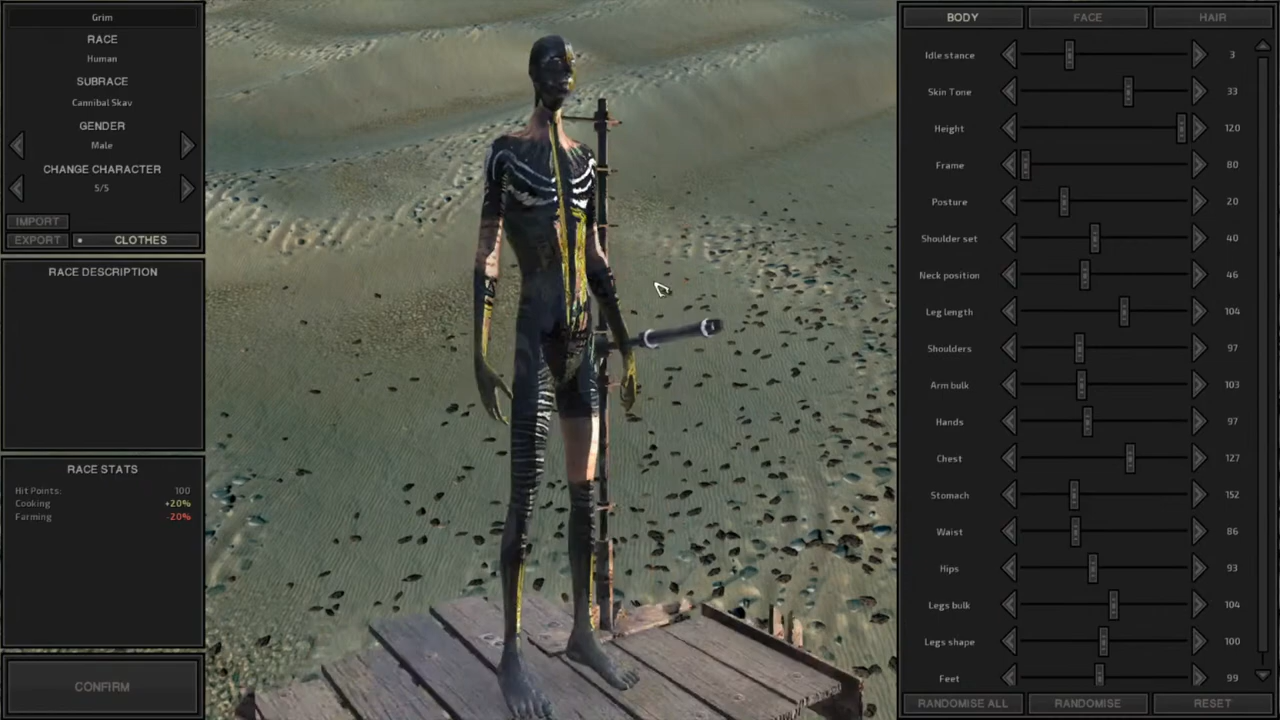 Grim
RACE
Human
SUBRACE
Cannibal Skav
GENDER
Male
CHANGE CHARACTER
5/5
IMPORT
EXPORT
CLOTHES
RACE DESCRIPTION
RACE STATS
Hit Points: 100
Cooking +20%
Farming -20%
CONFIRM
BODY FACE HAIR
Idle stance 3
Skin Tone 33
Height 120
Frame 80
Posture 20
Shoulder set 40
Neck position 46
Leg length 104
Shoulders 97
Arm bulk 103
Hands 97
Chest 127
Stomach 152
Waist 86
Hips 93
Legs bulk 104
Legs shape 100
Feet 99
RANDOMISE ALL RANDOMISE RESET